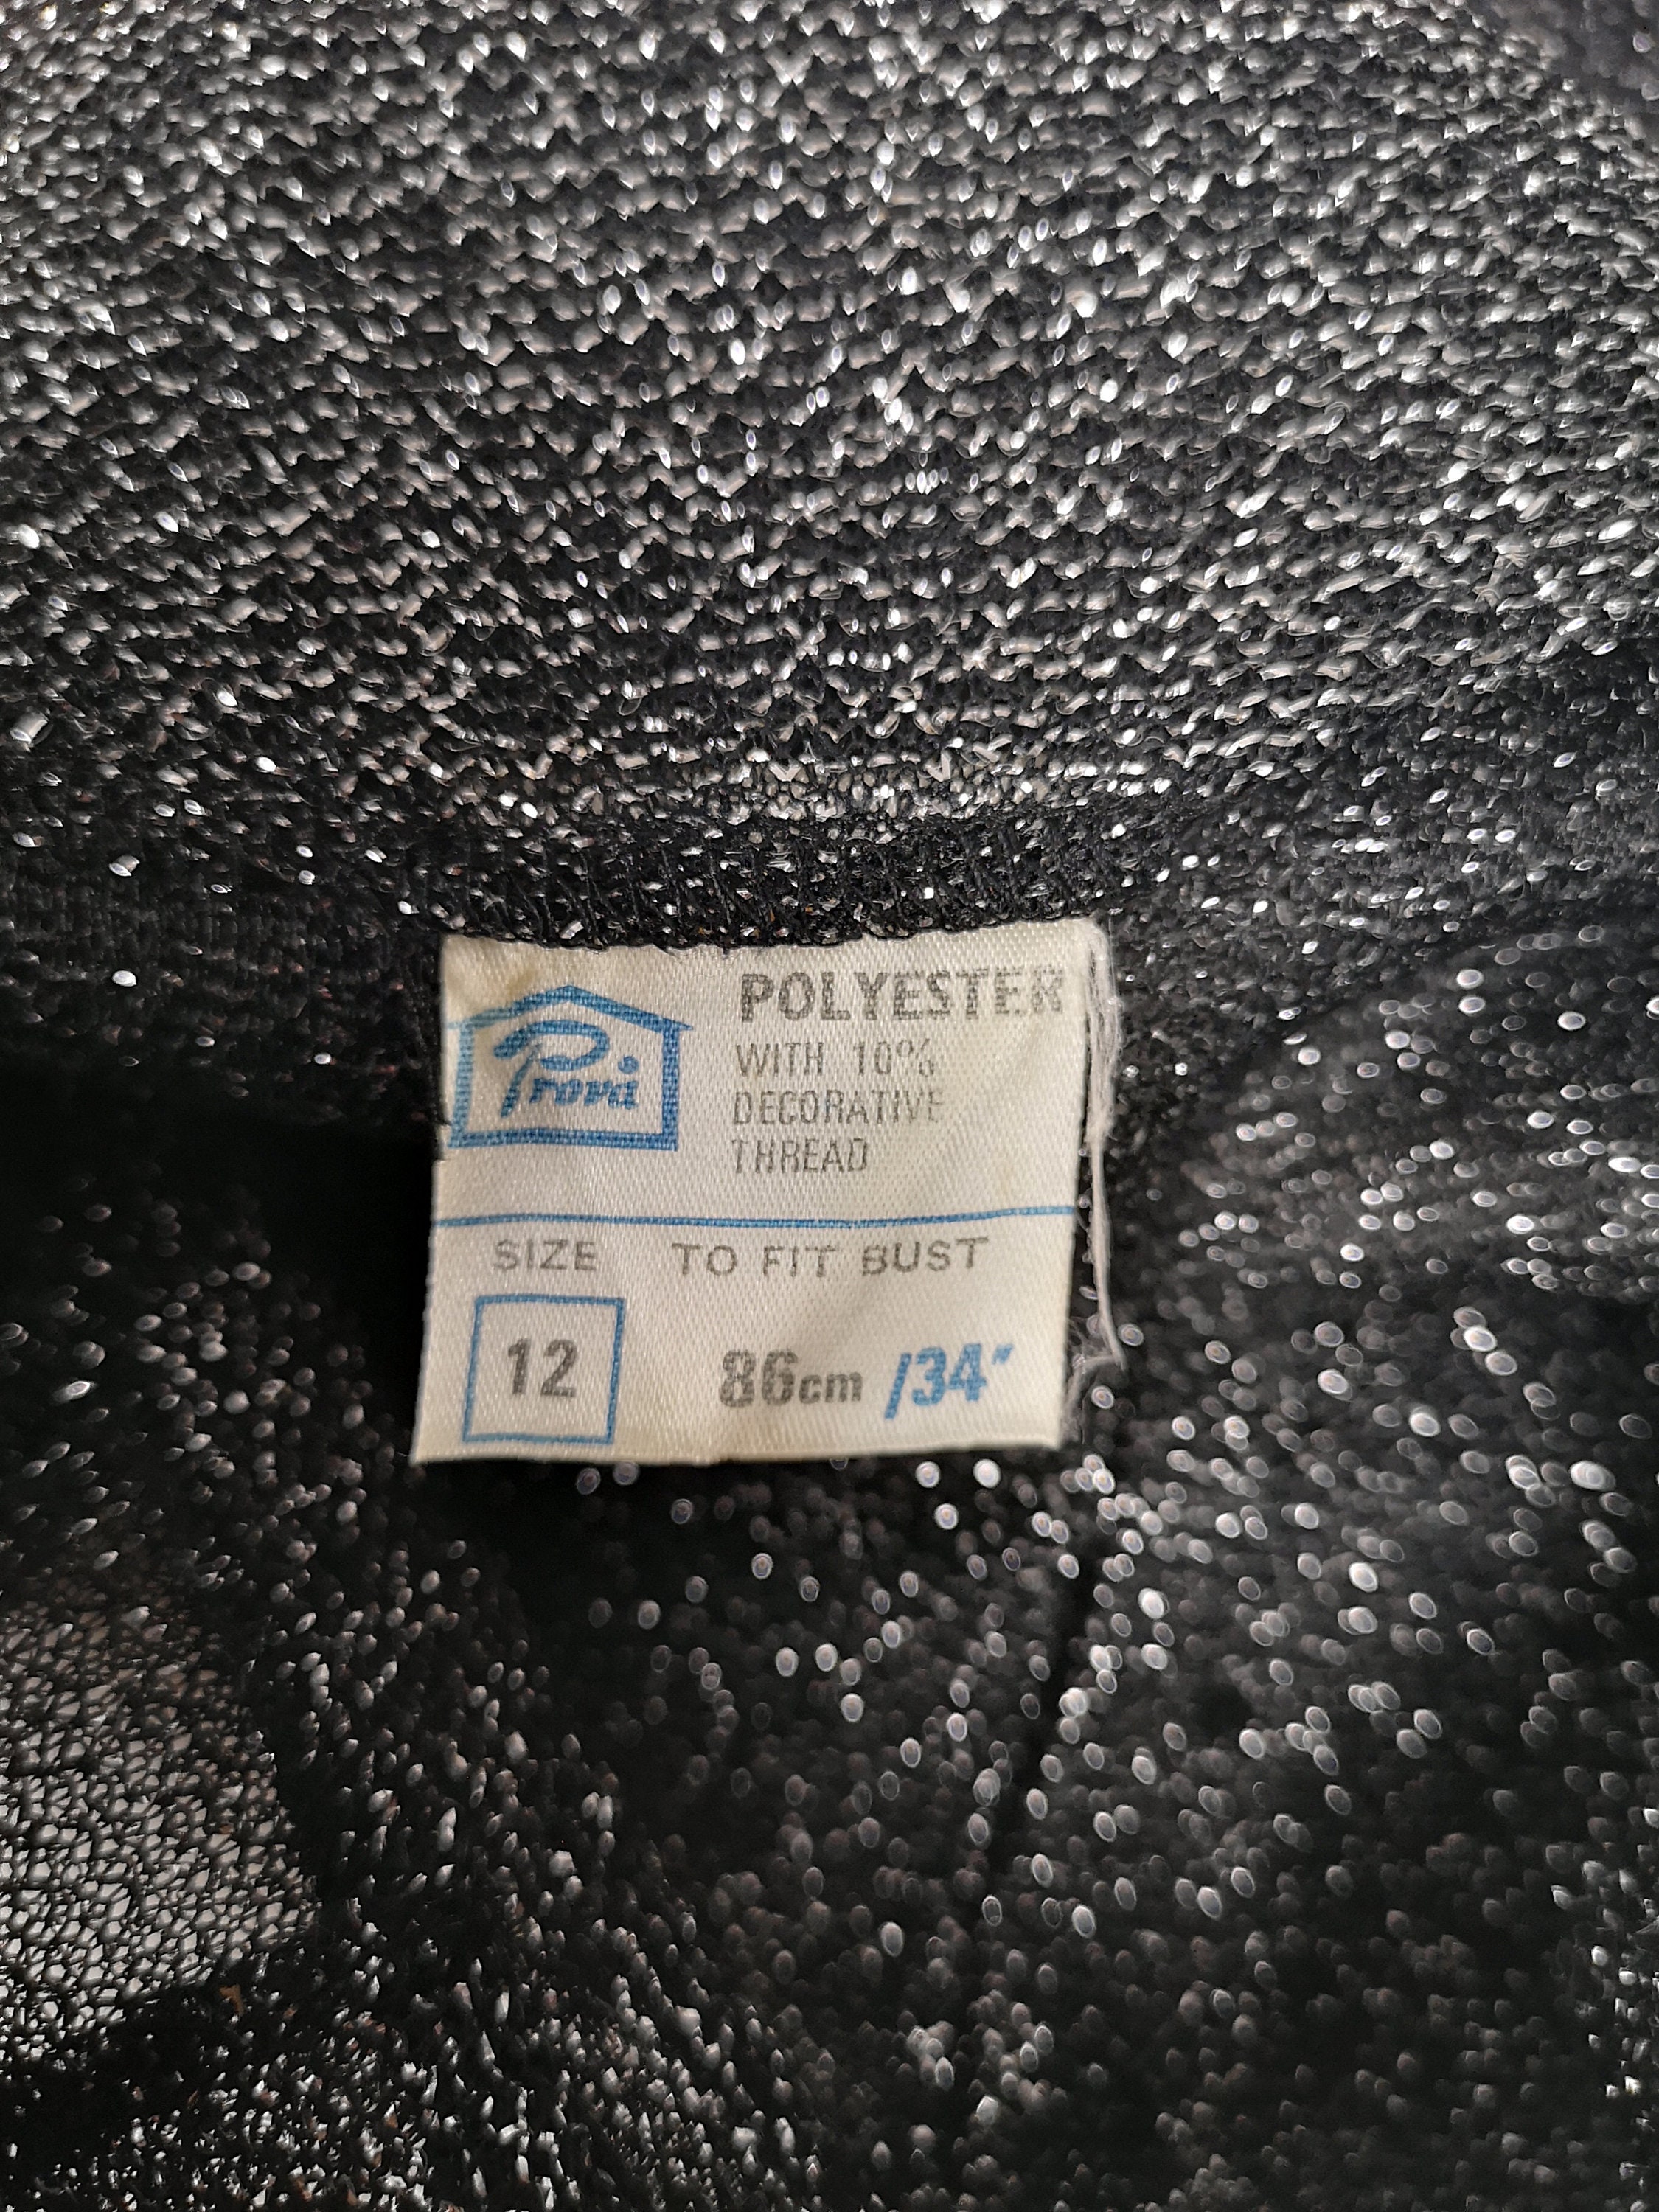 Provi
POLYESTER
WITH 10%
DECORATIVE
THREAD
SIZE TO FIT BUST
12 86cm /34"